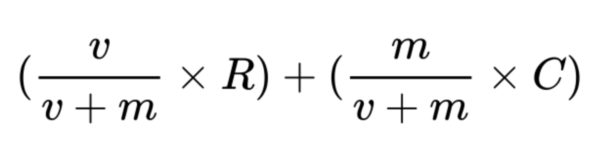 (v/(v + m) × R) + (m/(v + m) × C)